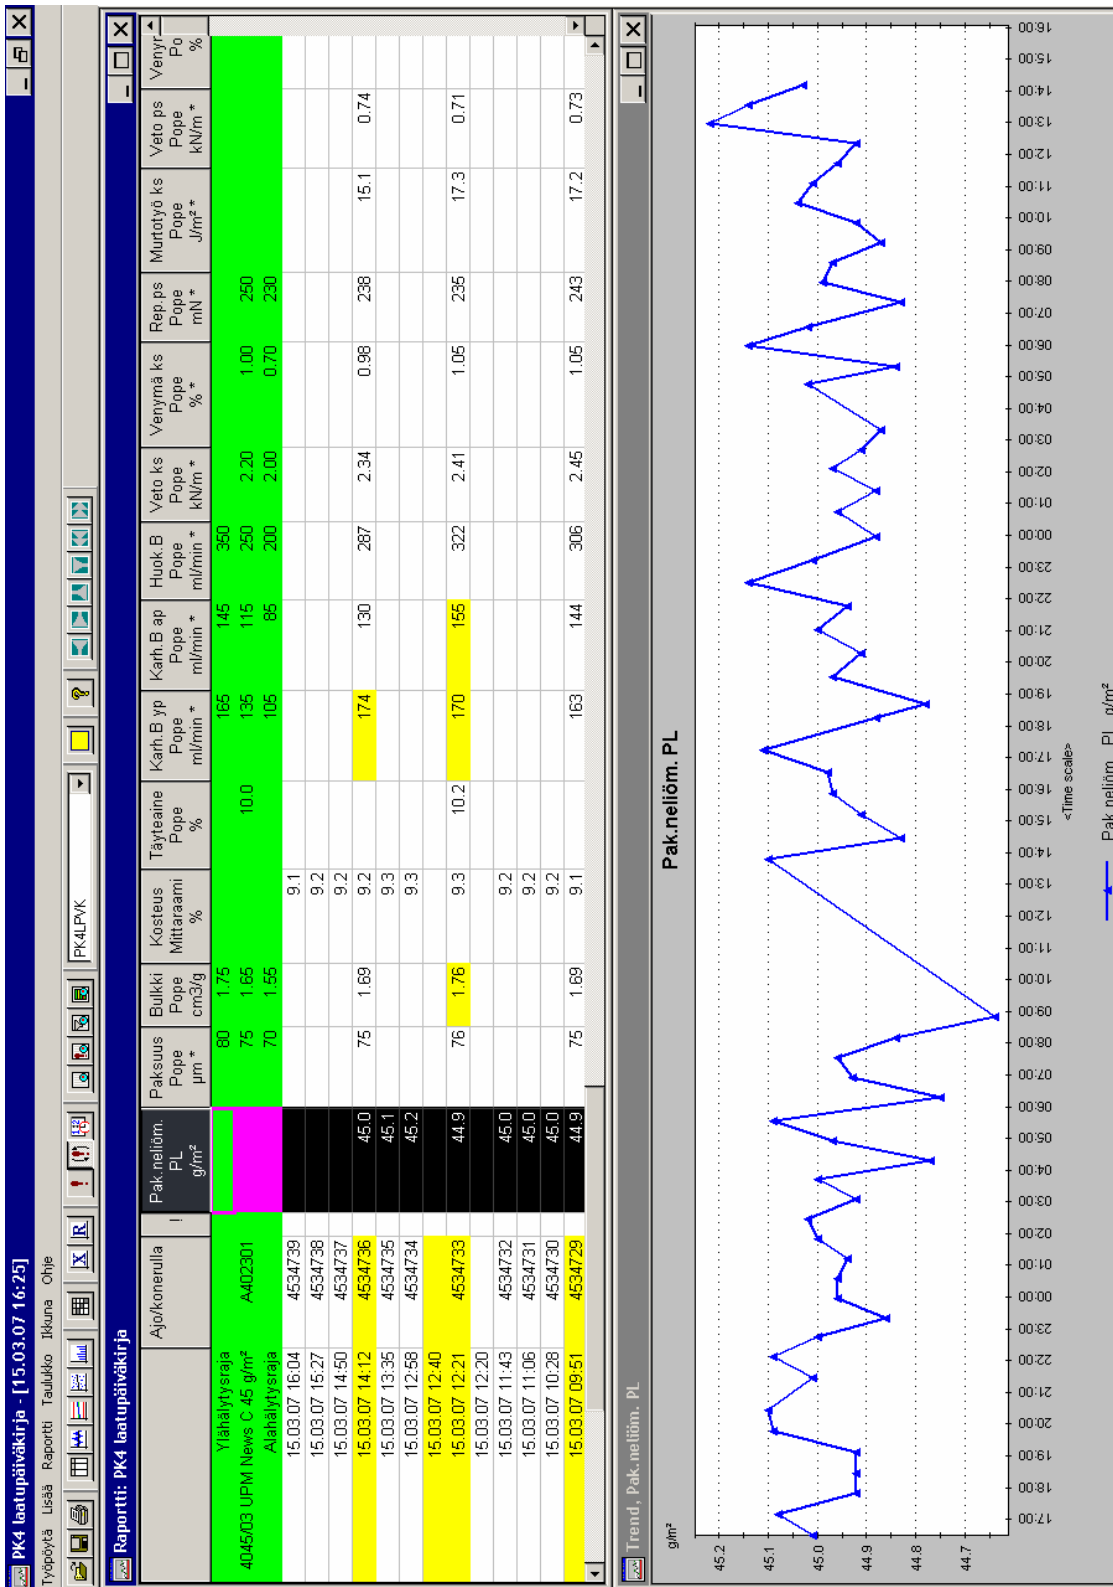 PK4 laatupäiväkirja - [15.03.07 16:25]
Työpöytä Lisää Raportti Taulukko Ikkuna Ohje
X R 1:2 PK4LPVK ?
Raportti: PK4 laatupäiväkirja
Ajo/konerulla ! Pak.neliöm. Paksuus Bulkki Kosteus Täyteaine Karh.B yp Karh.B ap Huok.B Veto ks Venymä ks Rep.ps Murtotyö ks Veto ps Venyr
PL Pope Pope Mittaraami Pope Pope Pope Pope Pope Pope Pope Pope Pope Po
g/m² µm * cm3/g % % ml/min * ml/min * ml/min * kN/m * % * mN * J/m² * kN/m * %
Ylähälytysraja 80 1.75 165 145 350
4045/03 UPM News C 45 g/m² A402301 75 1.65 10.0 135 115 250 2.20 1.00 250
Alahälytysraja 70 1.55 105 85 200 2.00 0.70 230
15.03.07 16:04 4534739 9.1
15.03.07 15:27 4534738 9.2
15.03.07 14:50 4534737 9.2
15.03.07 14:12 4534736 45.0 75 1.69 9.2 174 130 287 2.34 0.98 238 15.1 0.74
15.03.07 13:35 4534735 45.1 9.3
15.03.07 12:58 4534734 45.2 9.3
15.03.07 12:40
15.03.07 12:21 4534733 44.9 76 1.76 9.3 10.2 170 155 322 2.41 1.05 235 17.3 0.71
15.03.07 12:20
15.03.07 11:43 4534732 45.0 9.2
15.03.07 11:06 4534731 45.0 9.2
15.03.07 10:28 4534730 45.0 9.2
15.03.07 09:51 4534729 44.9 75 1.69 9.1 163 144 306 2.45 1.05 243 17.2 0.73
Trend, Pak.neliöm. PL
Pak.neliöm. PL
g/m²
45.2
45.1
45.0
44.9
44.8
44.7
17:00 18:00 19:00 20:00 21:00 22:00 23:00 00:00 01:00 02:00 03:00 04:00 05:00 06:00 07:00 08:00 09:00 10:00 11:00 12:00 13:00 14:00 15:00 16:00 17:00 18:00 19:00 20:00 21:00 22:00 23:00 00:00 01:00 02:00 03:00 04:00 05:00 06:00 07:00 08:00 09:00 10:00 11:00 12:00 13:00 14:00 15:00 16:00
<Time scale>
Pak.neliöm. PL g/m²